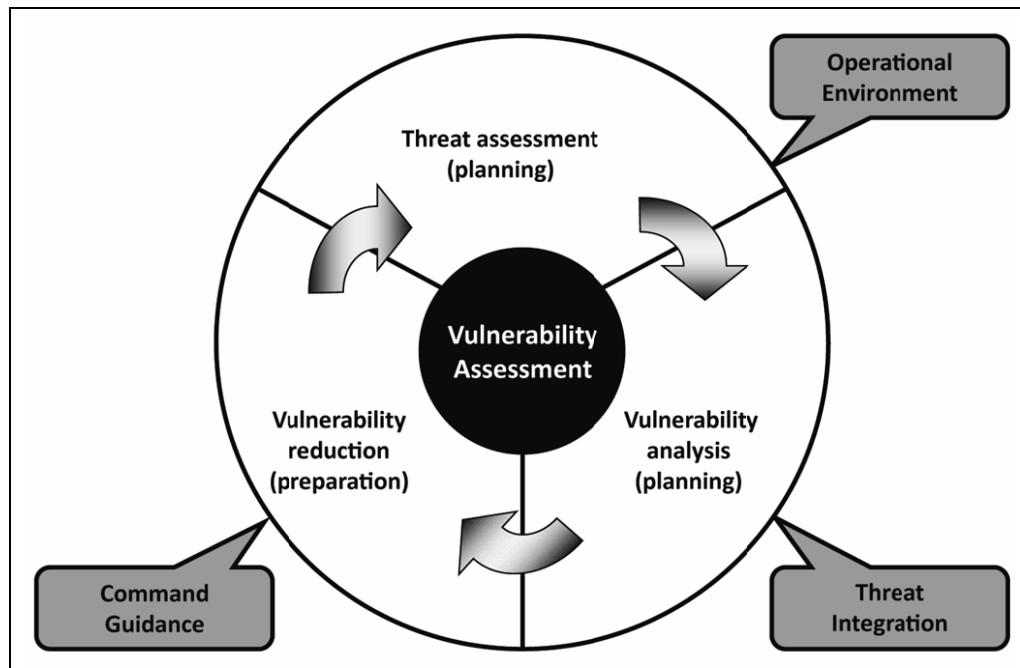 Operational
Environment
Threat assessment
(planning)
Vulnerability
Assessment
Vulnerability
reduction
(preparation)
Vulnerability
analysis
(planning)
Command
Guidance
Threat
Integration